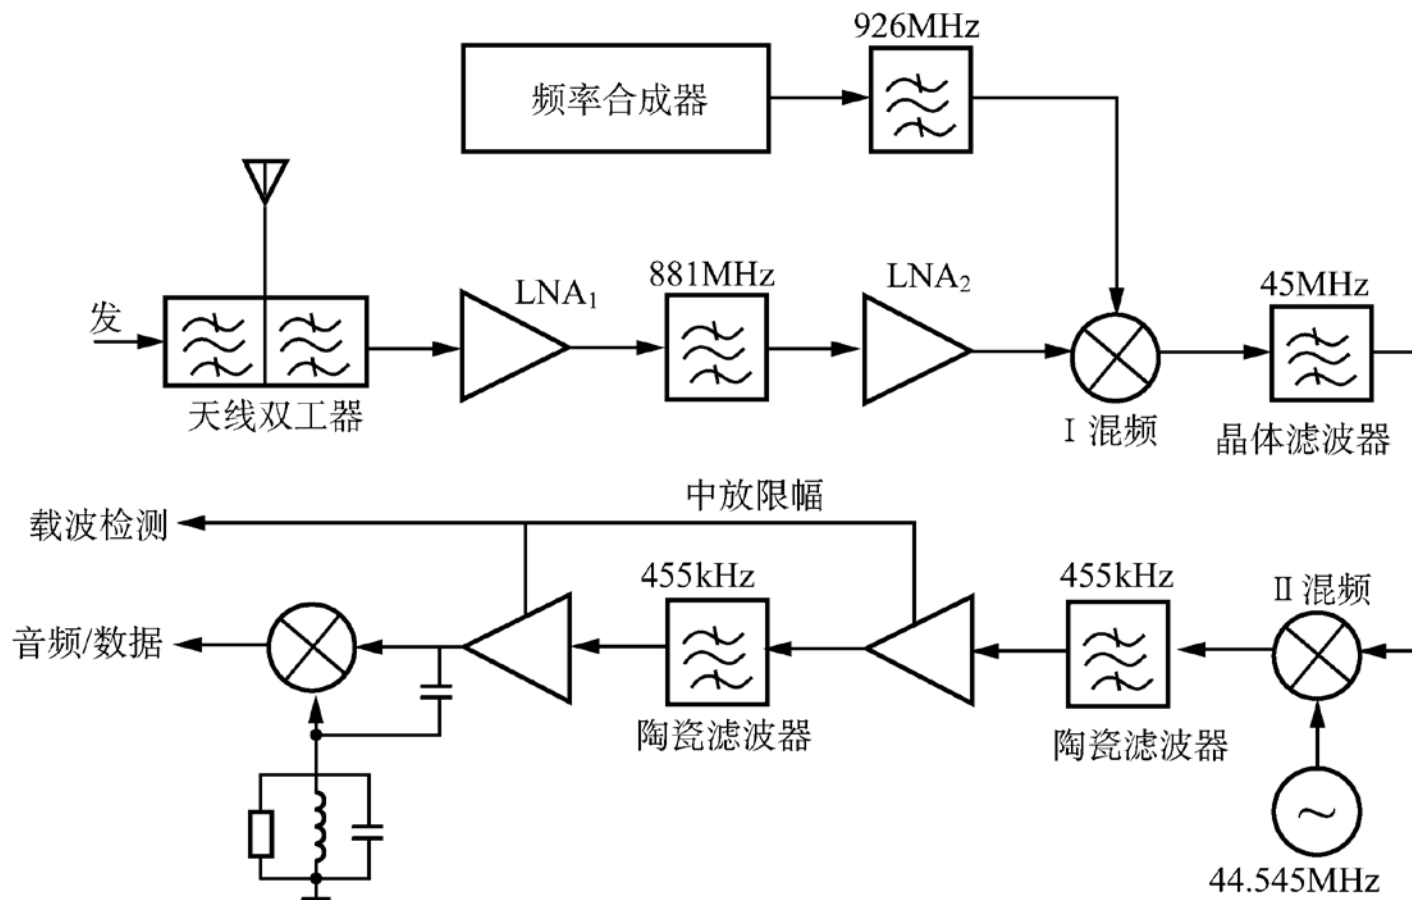 926MHz
频率合成器
发
LNA₁
881MHz
LNA₂
45MHz
天线双工器
Ⅰ混频
晶体滤波器
中放限幅
载波检测
455kHz
455kHz
Ⅱ混频
音频/数据
陶瓷滤波器
陶瓷滤波器
~
44.545MHz